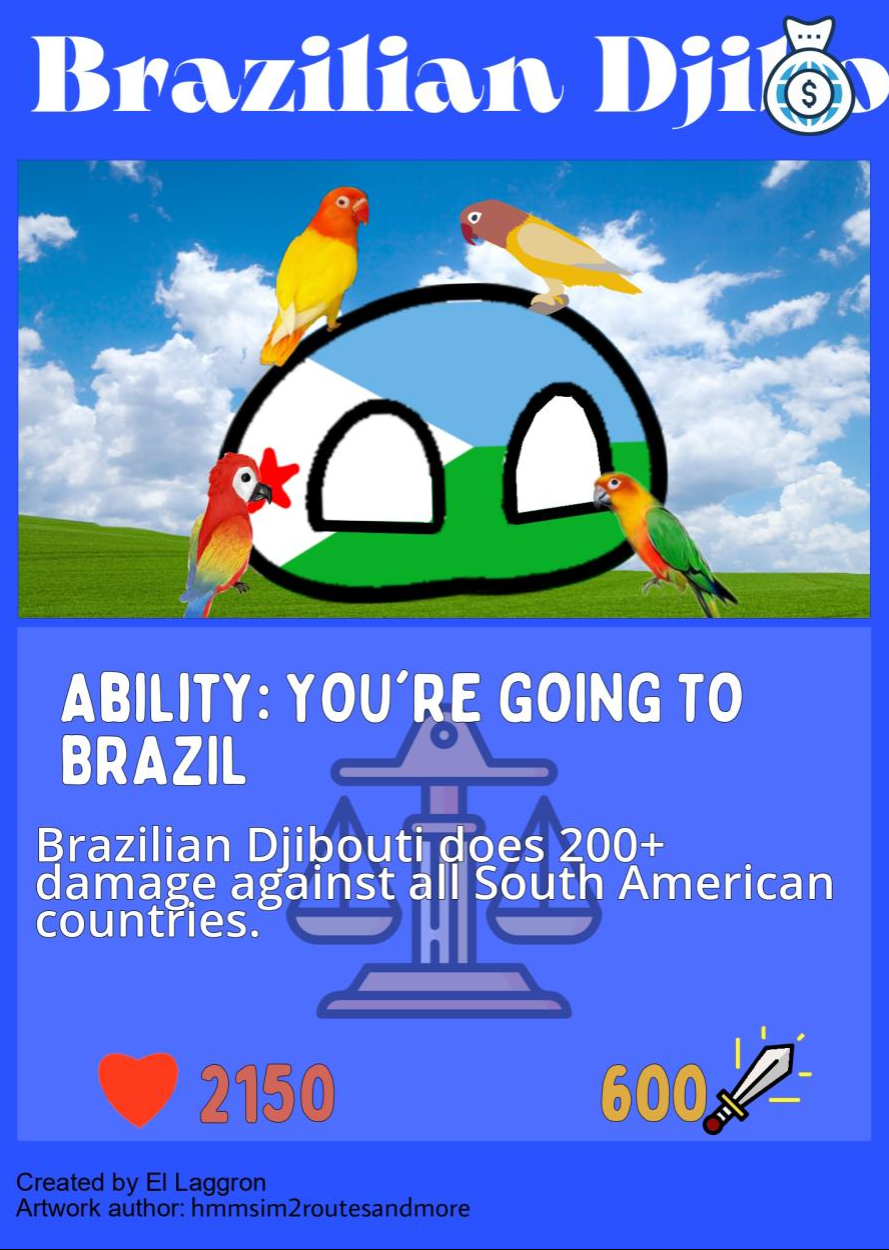 Brazilian Djibo
$
ABILITY: YOU'RE GOING TO
BRAZIL
Brazilian Djibouti does 200+
damage against all South American
countries.
2150
600
Created by El Laggron
Artwork author: hmmsim2routesandmore